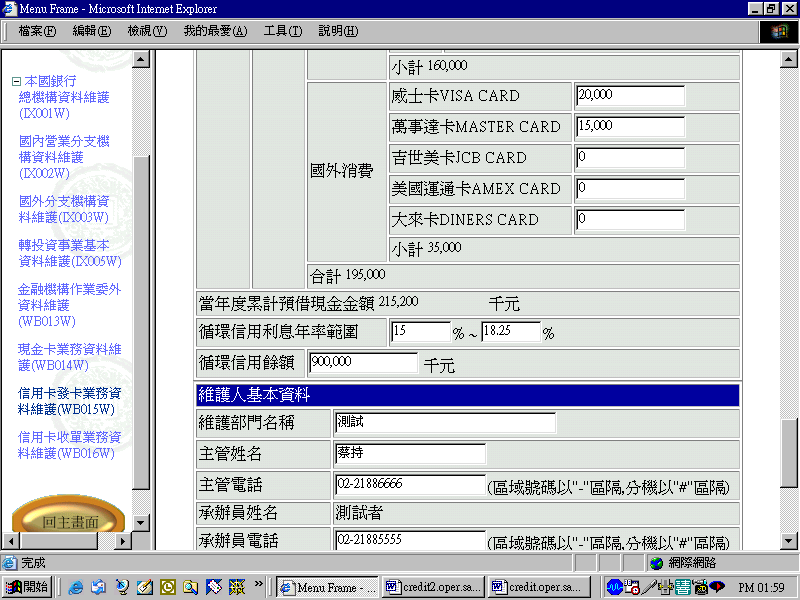 Menu Frame - Microsoft Internet Explorer
檔案(F) 編輯(E) 檢視(V) 我的最愛(A) 工具(T) 說明(H)
本國銀行
總機構資料維護
(IX001W)
國內營業分支機
構資料維護
(IX002W)
國外分支機構資
料維護(IX003W)
轉投資事業基本
資料維護(IX005W)
金融機構作業委外
資料維護
(WB013W)
現金卡業務資料維
護(WB014W)
信用卡發卡業務資
料維護(WB015W)
信用卡收單業務資
料維護(WB016W)
回主畫面
小計 160,000
國外消費
威士卡VISA CARD 20,000
萬事達卡MASTER CARD 15,000
吉世美卡JCB CARD 0
美國運通卡AMEX CARD 0
大來卡DINERS CARD 0
小計 35,000
合計 195,000
當年度累計預借現金金額 215,200 千元
循環信用利息年率範圍 15 % ~ 18.25 %
循環信用餘額 900,000 千元
維護人基本資料
維護部門名稱 測試
主管姓名 蔡持
主管電話 02-21886666 (區域號碼以"-"區隔,分機以"#"區隔)
承辦員姓名 測試者
承辦員電話 02-21885555 (區域號碼以"-"區隔,分機以"#"區隔)
完成 網際網路
開始 Menu Frame - ... credit2.oper.sa... credit.oper.sa... PM 01:59